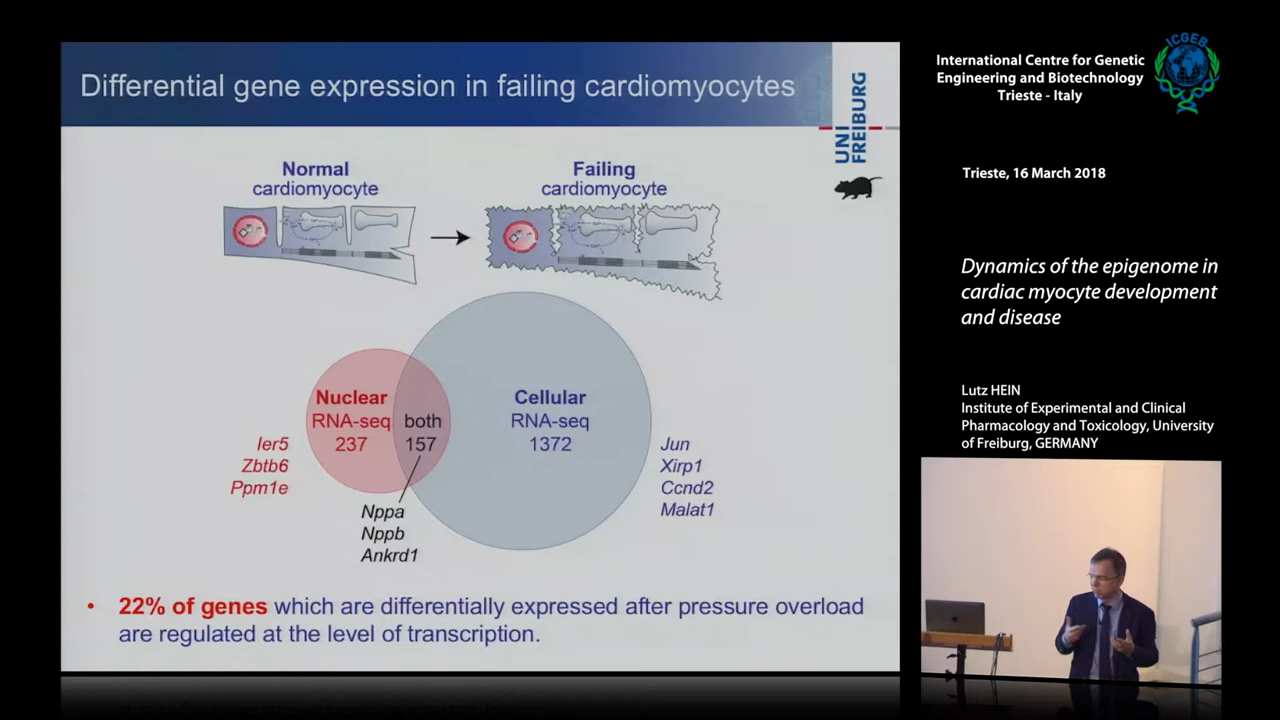 Differential gene expression in failing cardiomyocytes
UNI
FREIBURG
Normal
cardiomyocyte
Failing
cardiomyocyte
Nuclear
RNA-seq
237
both
157
Cellular
RNA-seq
1372
Ier5
Zbtb6
Ppm1e
Nppa
Nppb
Ankrd1
Jun
Xirp1
Ccnd2
Malat1
• 22% of genes which are differentially expressed after pressure overload
are regulated at the level of transcription.
International Centre for Genetic
Engineering and Biotechnology
Trieste - Italy
ICGEB
Trieste, 16 March 2018
Dynamics of the epigenome in
cardiac myocyte development
and disease
Lutz HEIN
Institute of Experimental and Clinical
Pharmacology and Toxicology, University
of Freiburg, GERMANY